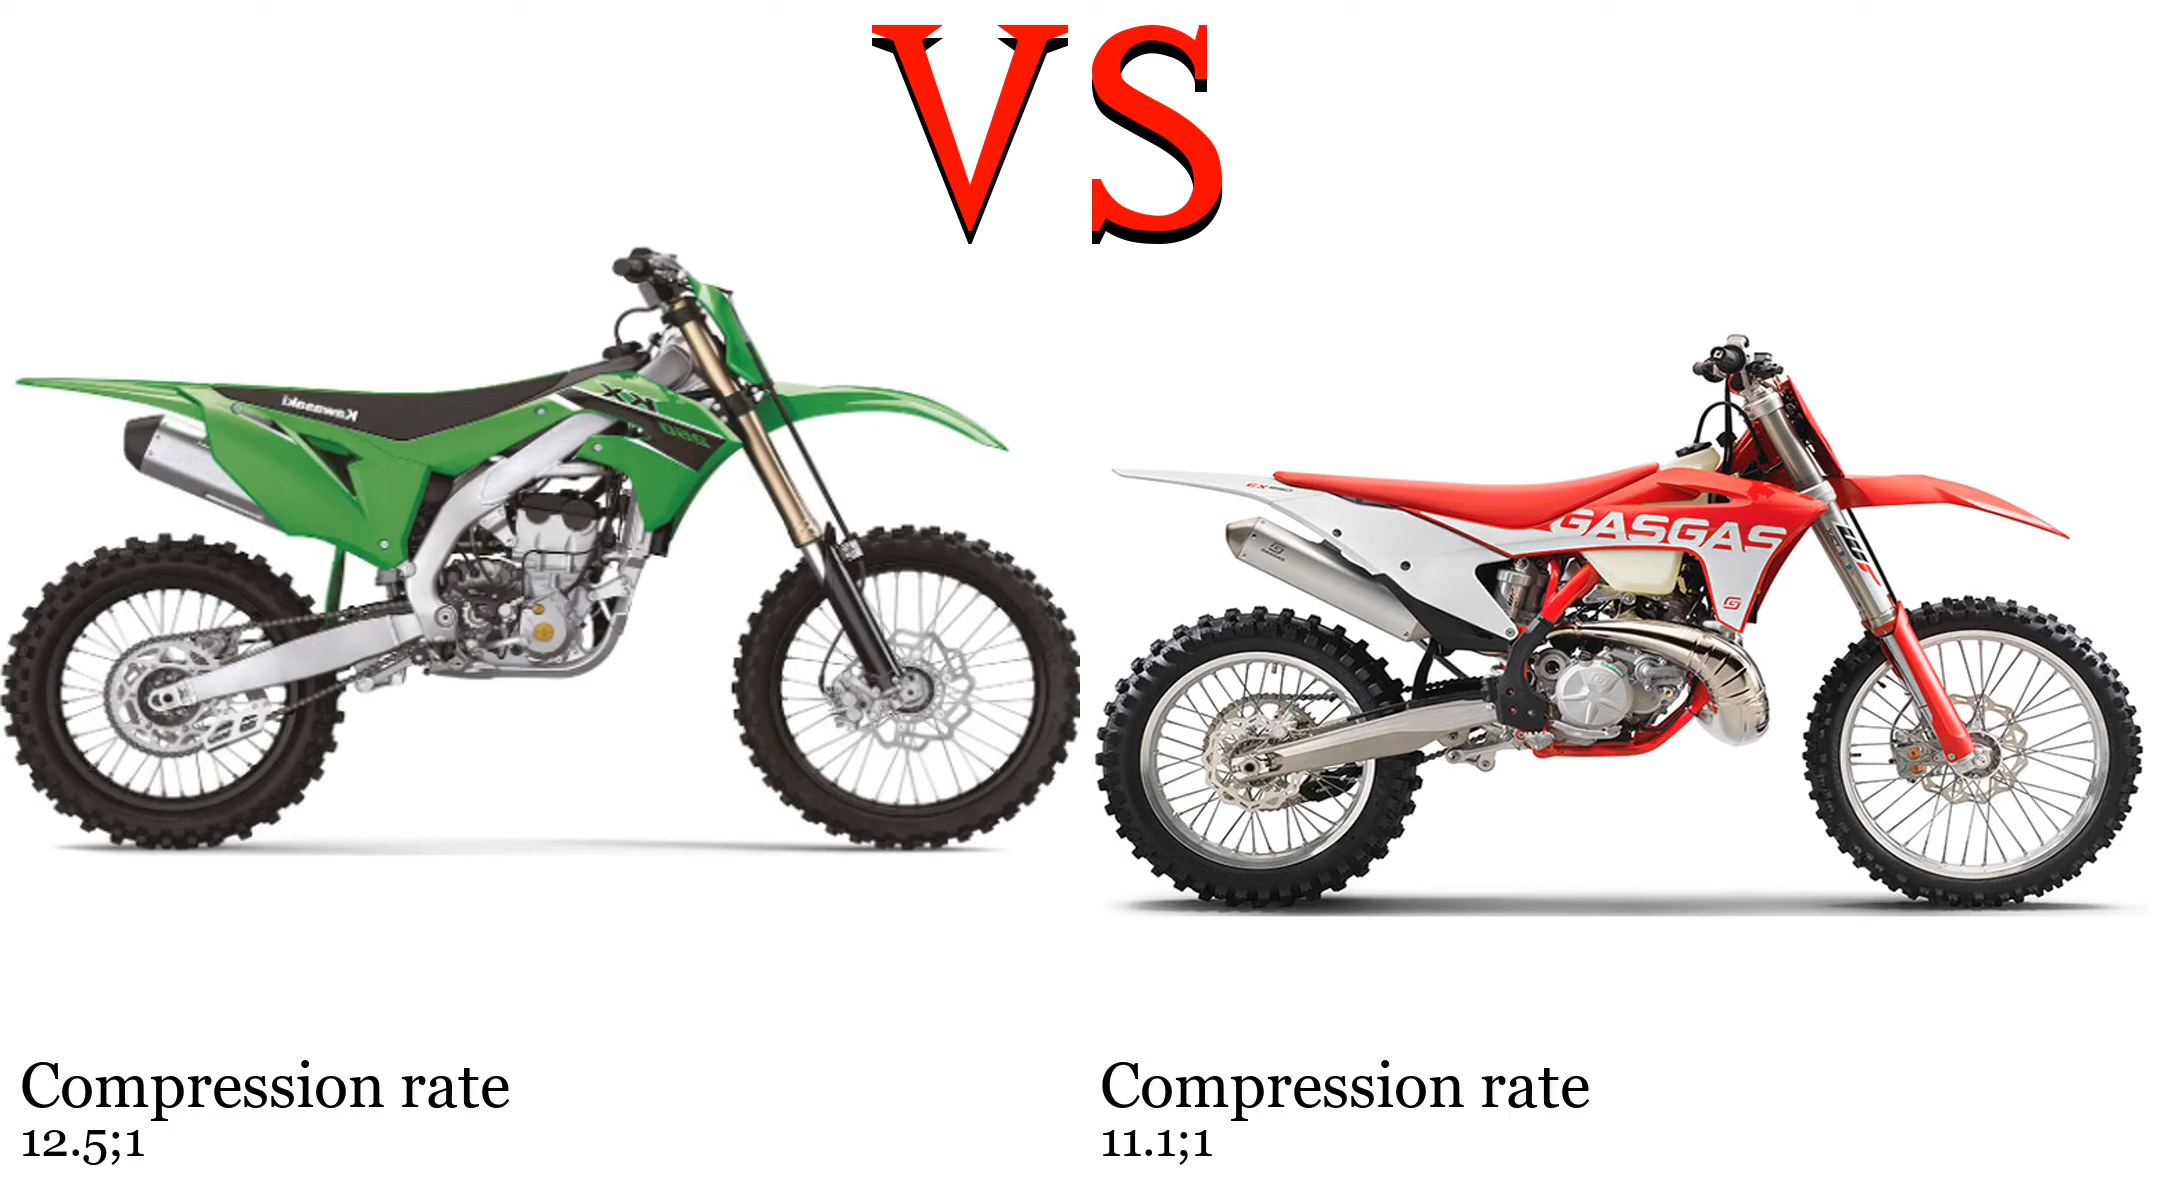 VS
Kawasaki
KX
GASGAS
Compression rate
12.5;1
Compression rate
11.1;1